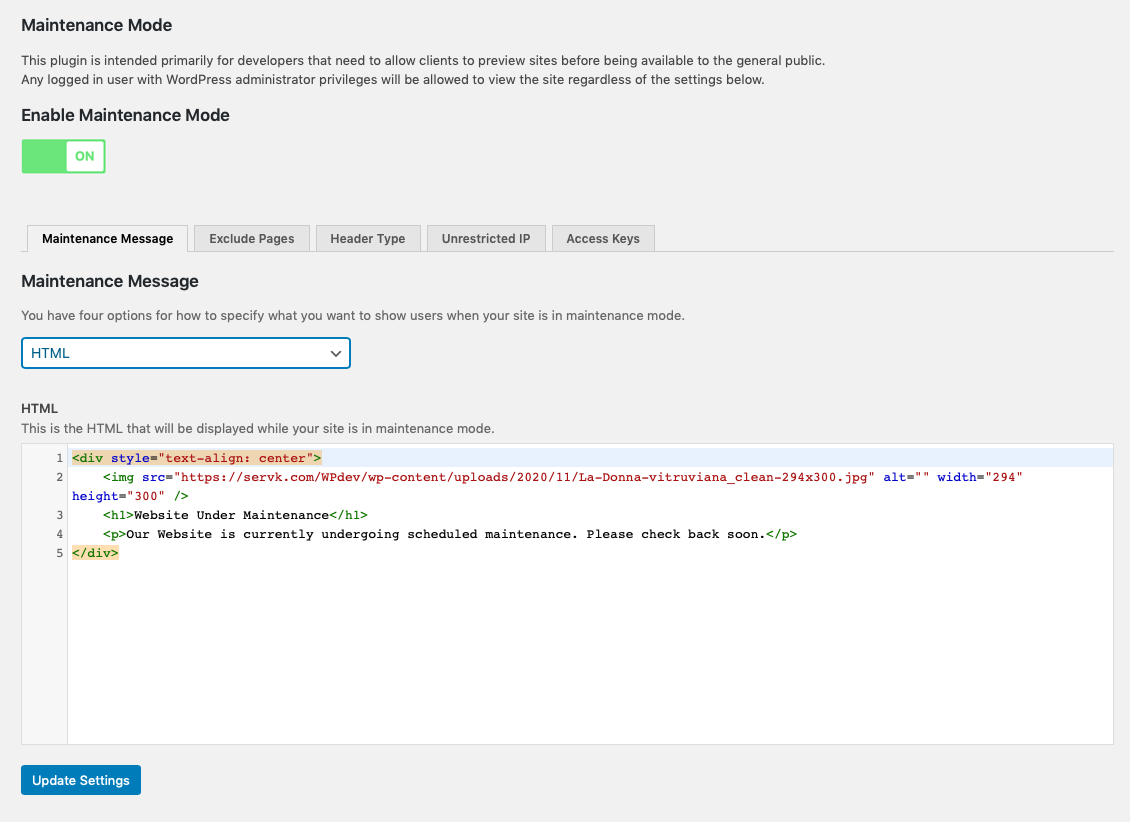 Maintenance Mode
This plugin is intended primarily for developers that need to allow clients to preview sites before being available to the general public.
Any logged in user with WordPress administrator privileges will be allowed to view the site regardless of the settings below.
Enable Maintenance Mode
ON
Maintenance Message Exclude Pages Header Type Unrestricted IP Access Keys
Maintenance Message
You have four options for how to specify what you want to show users when your site is in maintenance mode.
HTML
HTML
This is the HTML that will be displayed while your site is in maintenance mode.
1 <div style="text-align: center">
2 <img src="https://servk.com/WPdev/wp-content/uploads/2020/11/La-Donna-vitruviana_clean-294x300.jpg" alt="" width="294"
height="300" />
3 <h1>Website Under Maintenance</h1>
4 <p>Our Website is currently undergoing scheduled maintenance. Please check back soon.</p>
5 </div>
Update Settings